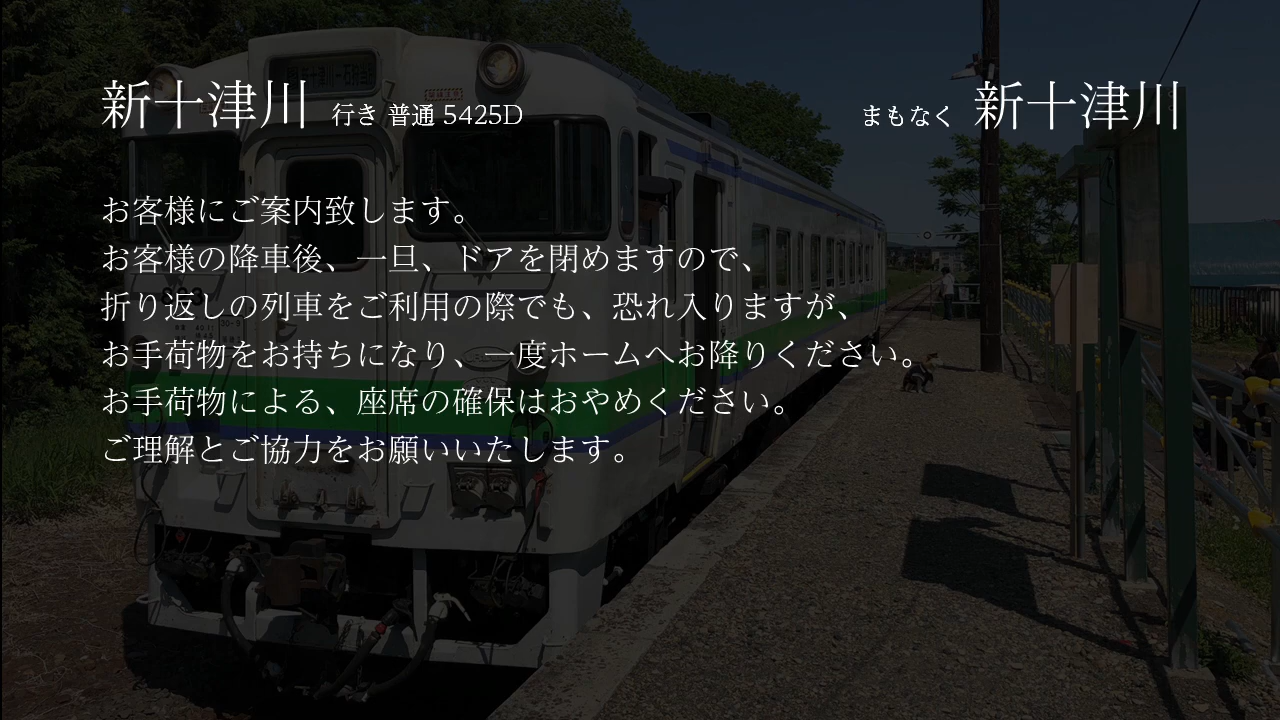 新十津川 行き 普通 5425D
まもなく 新十津川
お客様にご案内致します。
お客様の降車後、一旦、ドアを閉めますので、
折り返しの列車をご利用の際でも、恐れ入りますが、
お手荷物をお持ちになり、一度ホームへお降りください。
お手荷物による、座席の確保はおやめください。
ご理解とご協力をお願いいたします。